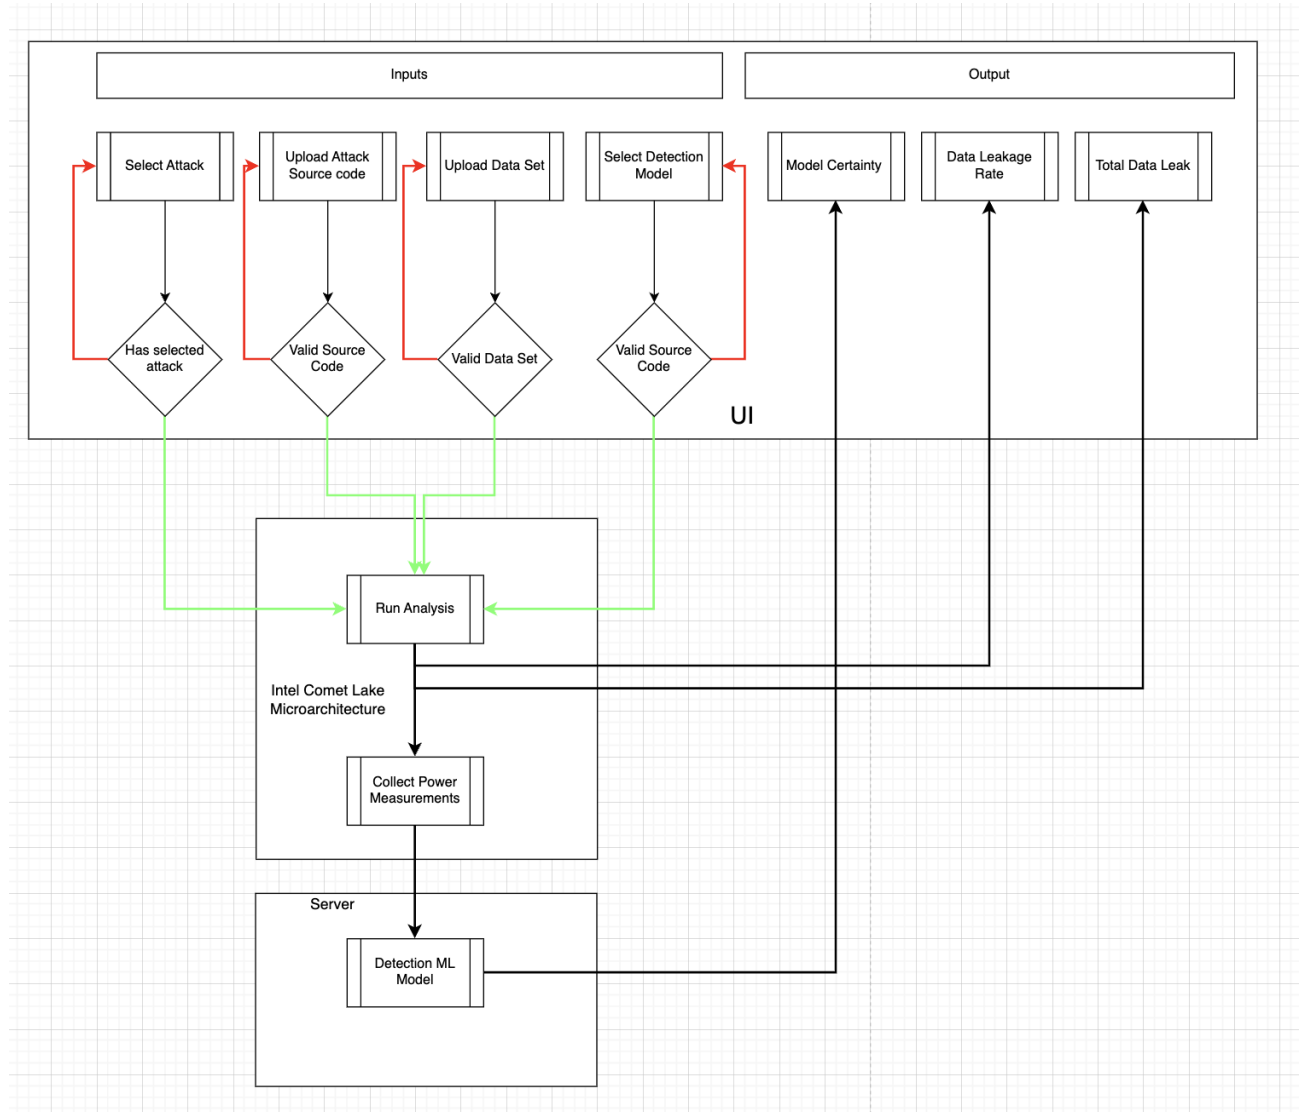 Inputs
Output
Select Attack
Upload Attack
Source code
Upload Data Set
Select Detection
Model
Model Certainty
Data Leakage
Rate
Total Data Leak
Has selected
attack
Valid Source
Code
Valid Data Set
Valid Source
Code
UI
Run Analysis
Intel Comet Lake
Microarchitecture
Collect Power
Measurements
Server
Detection ML
Model